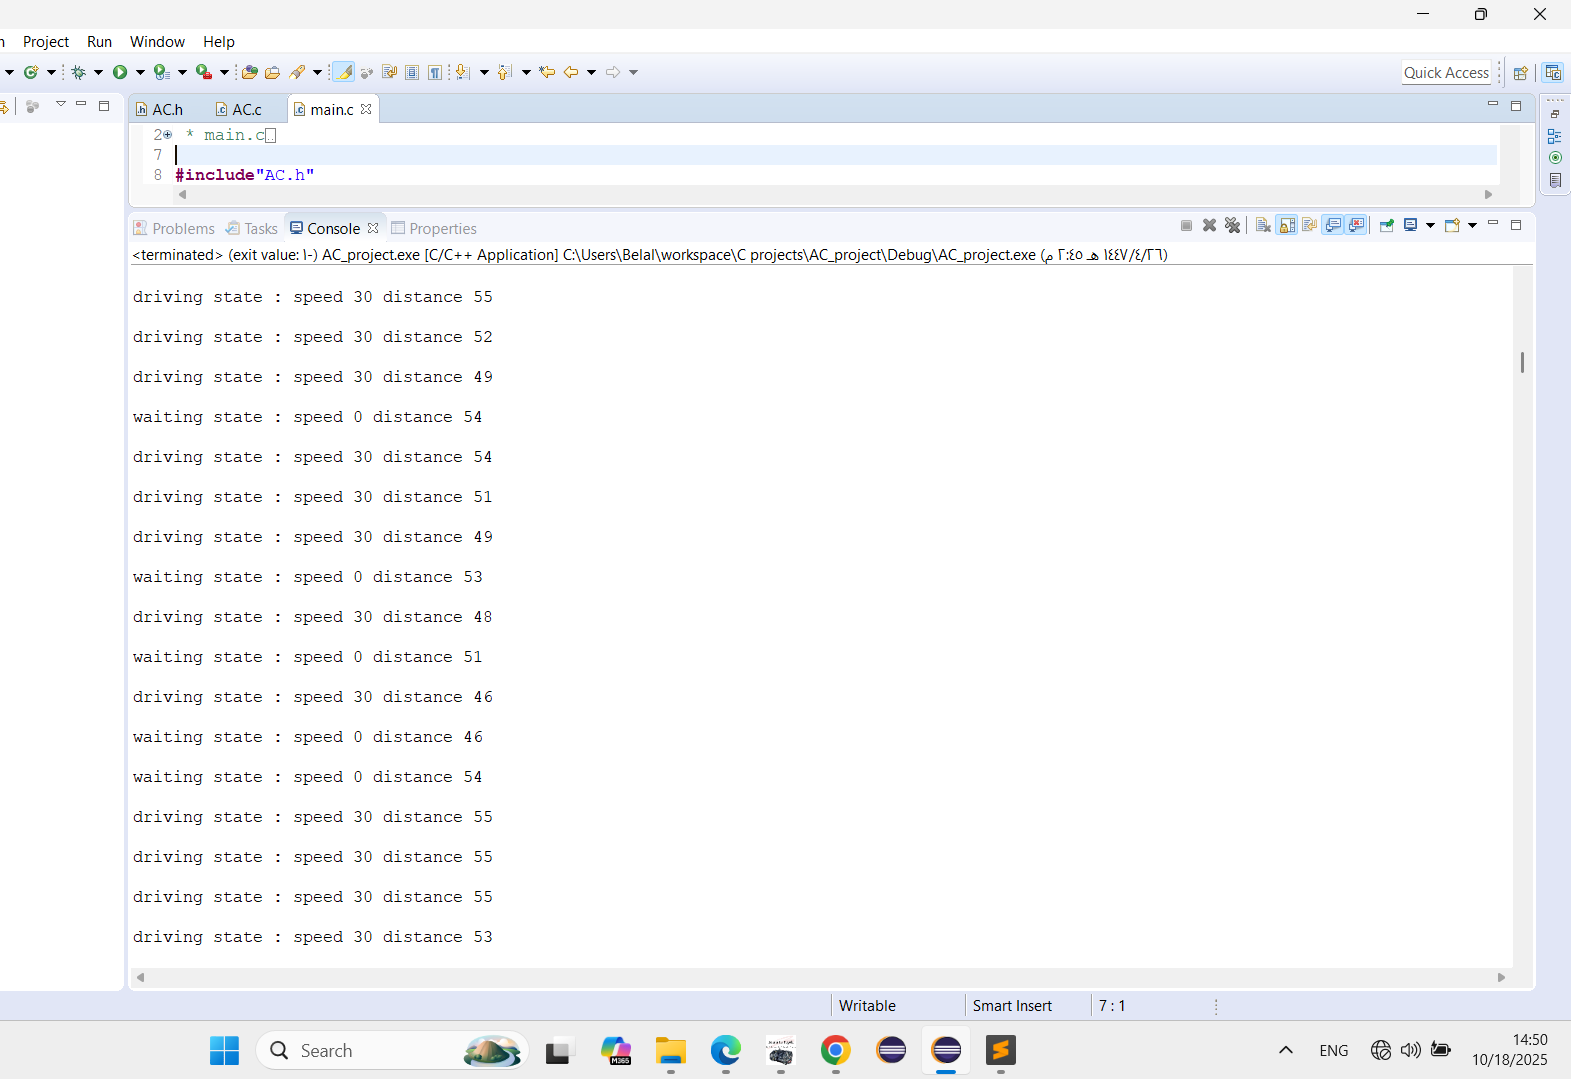 Project Run Window Help
Quick Access
AC.h AC.c main.c
2 * main.c
7
8 #include"AC.h"
Problems Tasks Console Properties
<terminated> (exit value: ١-) AC_project.exe [C/C++ Application] C:\Users\Belal\workspace\C projects\AC_project\Debug\AC_project.exe (٢٦/٤/١٤٤٧ هـ ٢:٤٥ م)
driving state : speed 30 distance 55
driving state : speed 30 distance 52
driving state : speed 30 distance 49
waiting state : speed 0 distance 54
driving state : speed 30 distance 54
driving state : speed 30 distance 51
driving state : speed 30 distance 49
waiting state : speed 0 distance 53
driving state : speed 30 distance 48
waiting state : speed 0 distance 51
driving state : speed 30 distance 46
waiting state : speed 0 distance 46
waiting state : speed 0 distance 54
driving state : speed 30 distance 55
driving state : speed 30 distance 55
driving state : speed 30 distance 55
driving state : speed 30 distance 53
Writable Smart Insert 7 : 1
Search
M365
ENG
14:50
10/18/2025